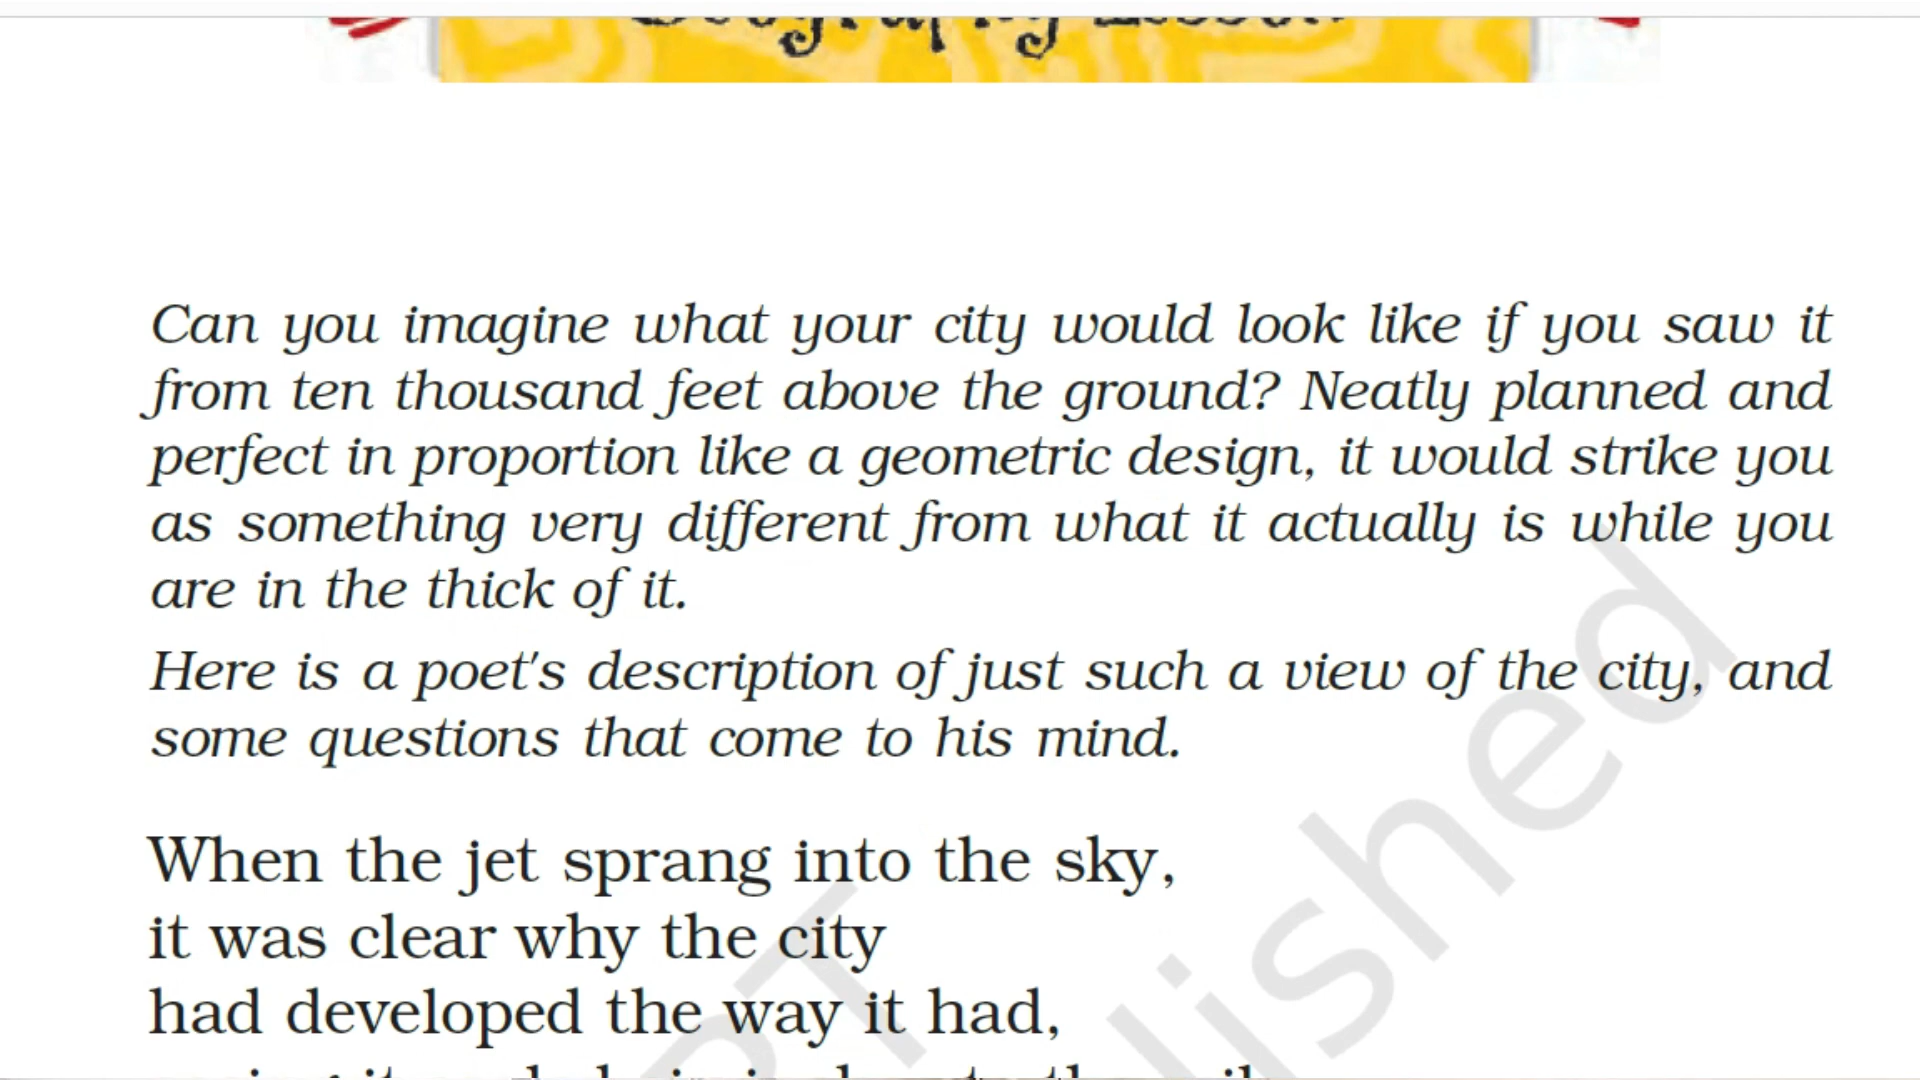 Geography Lesson
Can you imagine what your city would look like if you saw it
from ten thousand feet above the ground? Neatly planned and
perfect in proportion like a geometric design, it would strike you
as something very different from what it actually is while you
are in the thick of it.
Here is a poet's description of just such a view of the city, and
some questions that come to his mind.
When the jet sprang into the sky,
it was clear why the city
had developed the way it had,